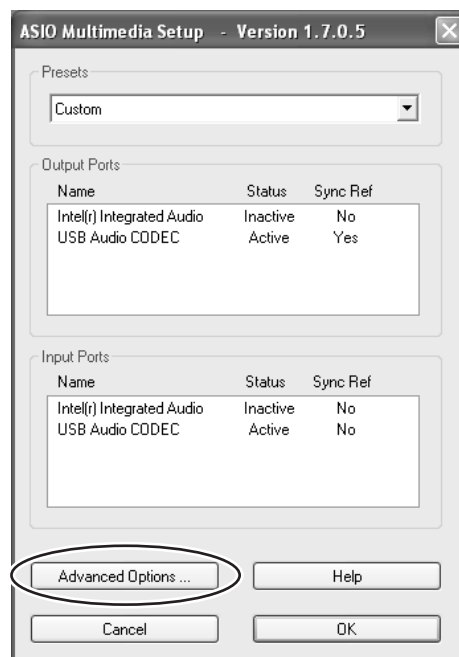 ASIO Multimedia Setup - Version 1.7.0.5
Presets
Custom
Output Ports
Name Status Sync Ref
Intel(r) Integrated Audio Inactive No
USB Audio CODEC Active Yes
Input Ports
Name Status Sync Ref
Intel(r) Integrated Audio Inactive No
USB Audio CODEC Active No
Advanced Options ... Help
Cancel OK